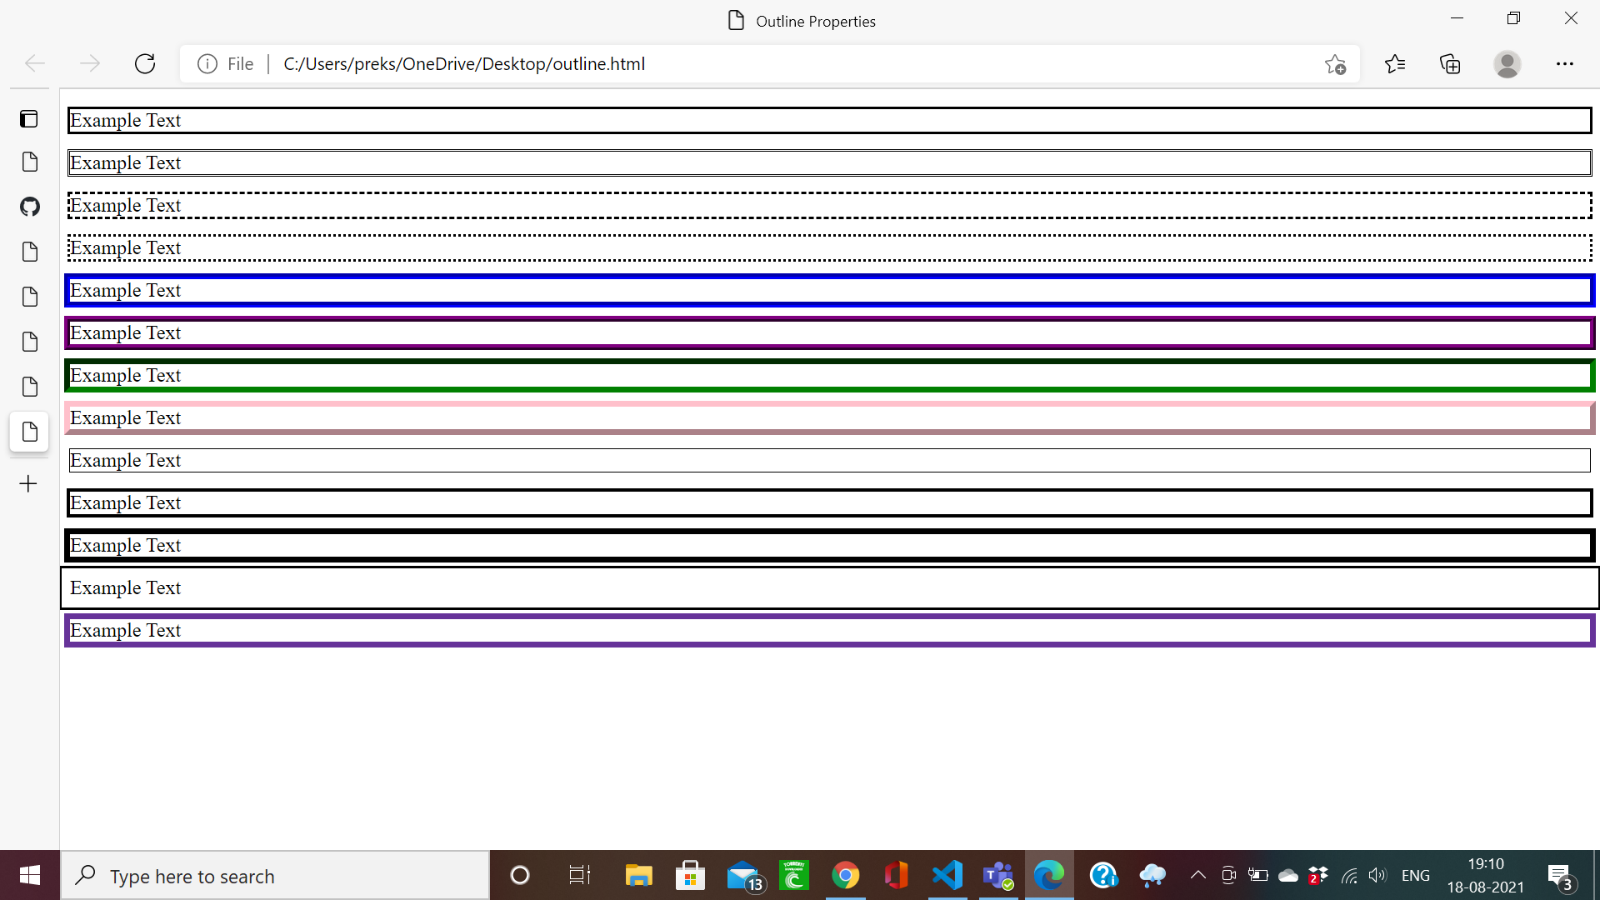 Outline Properties
File | C:/Users/preks/OneDrive/Desktop/outline.html
Example Text
Example Text
Example Text
Example Text
Example Text
Example Text
Example Text
Example Text
Example Text
Example Text
Example Text
Example Text
Example Text
Type here to search
13
T
2
ENG
19:10
18-08-2021
3